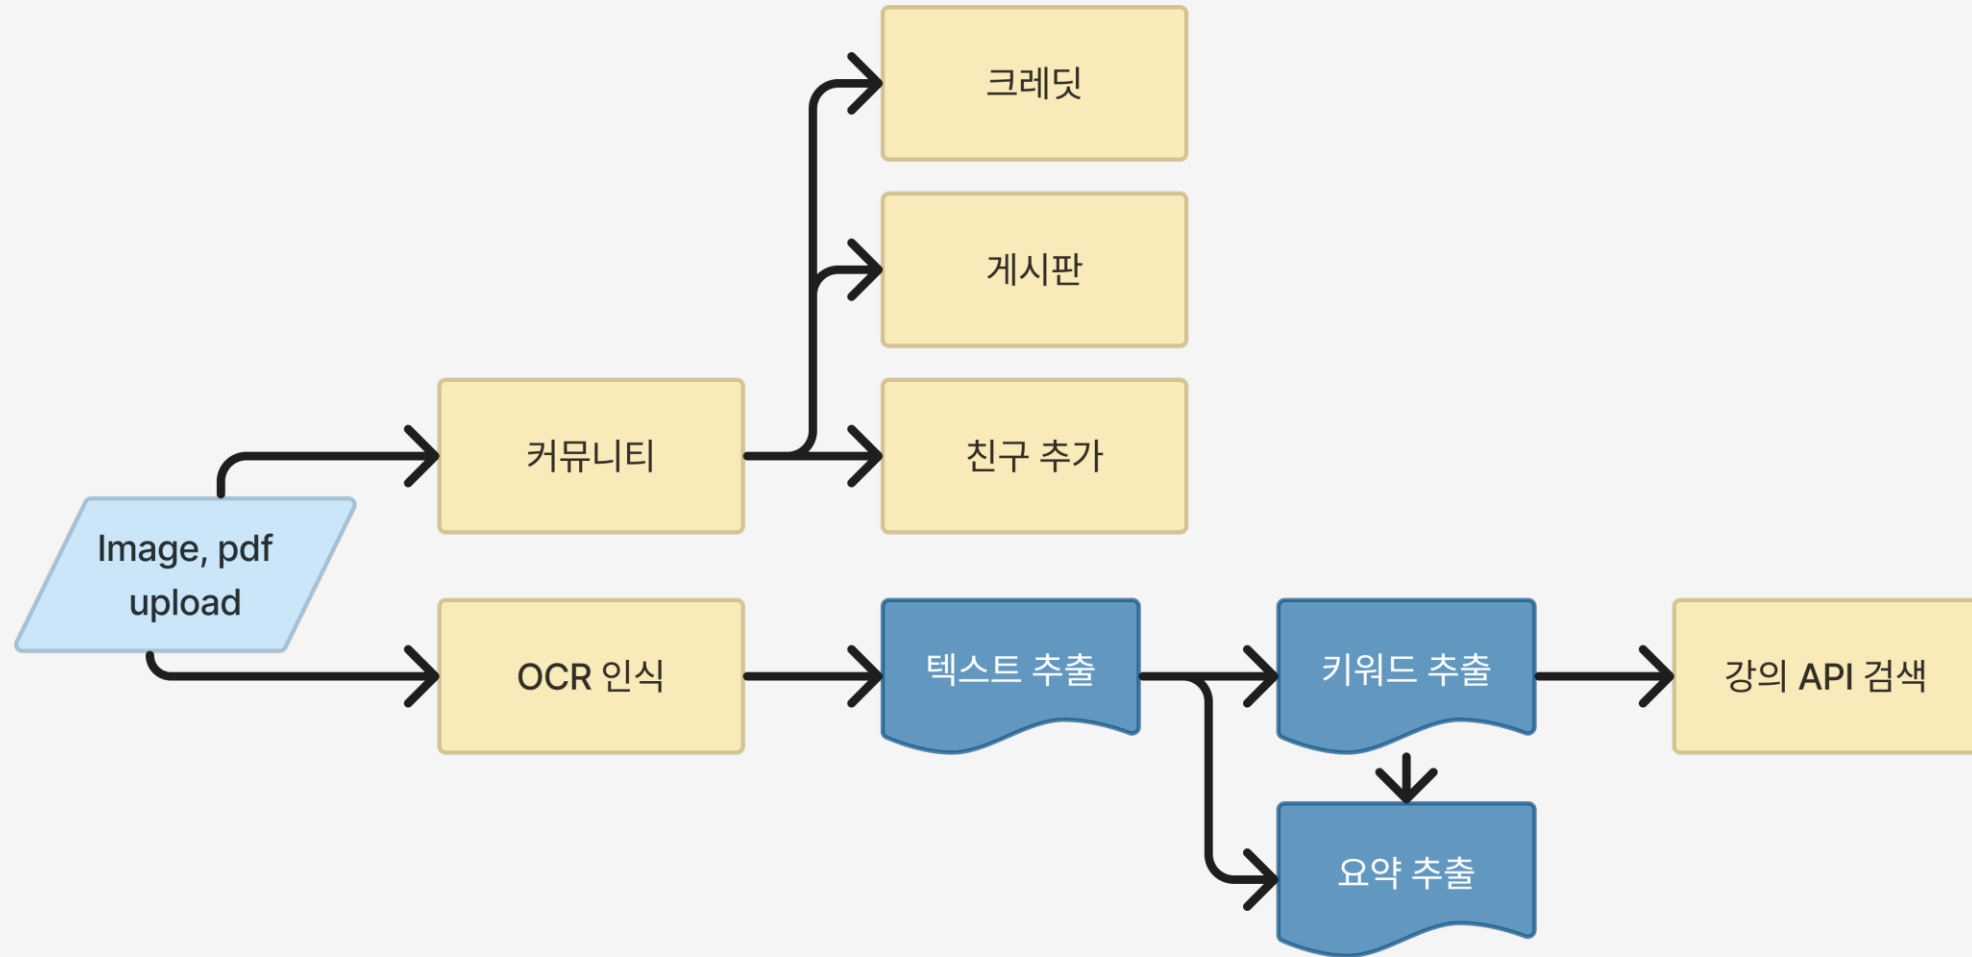 크레딧
게시판
커뮤니티
친구 추가
Image, pdf
upload
OCR 인식
텍스트 추출
키워드 추출
강의 API 검색
요약 추출